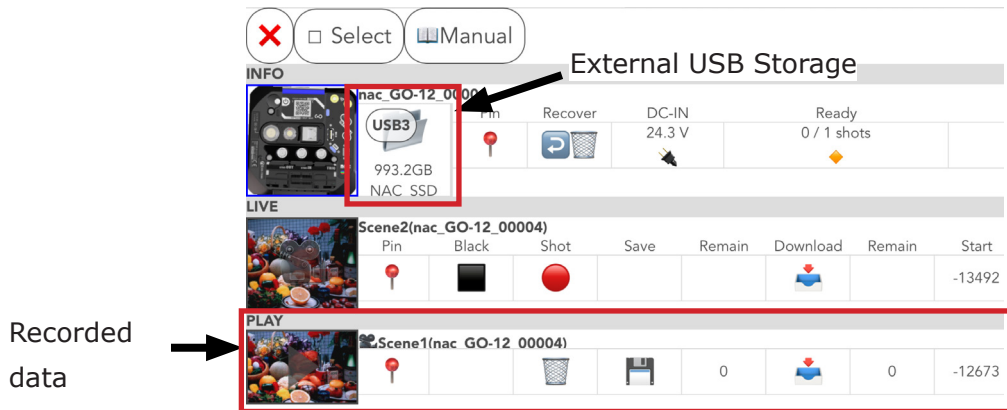 □ Select
Manual
External USB Storage
INFO
nac_GO-12_0000
USB3
993.2GB
NAC SSD
Pin
Recover
DC-IN
Ready
24.3 V
0 / 1 shots
LIVE
Scene2(nac_GO-12_00004)
Pin
Black
Shot
Save
Remain
Download
Remain
Start
-13492
Recorded
data
PLAY
Scene1(nac_GO-12_00004)
0
0
-12673